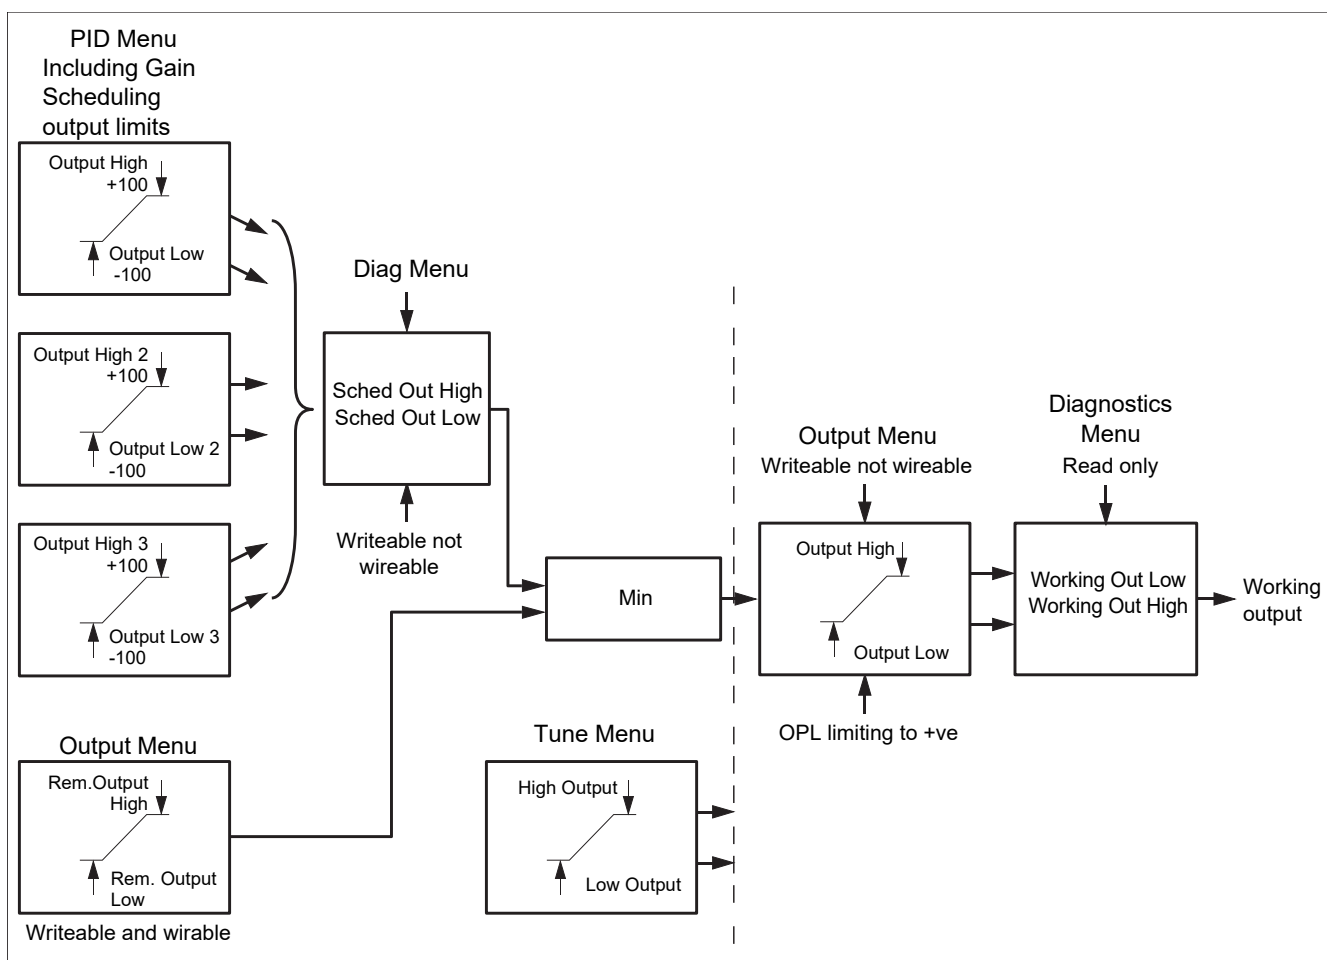 PID Menu
Including Gain
Scheduling
output limits
Output High
+100
Output Low
-100
Output High 2
+100
Output Low 2
-100
Output High 3
+100
Output Low 3
-100
Diag Menu
Sched Out High
Sched Out Low
Writeable not
wireable
Min
Output Menu
Rem.Output
High
Rem. Output
Low
Writeable and wirable
Tune Menu
High Output
Low Output
Output Menu
Writeable not wireable
Output High
Output Low
OPL limiting to +ve
Diagnostics
Menu
Read only
Working Out Low
Working Out High
Working
output